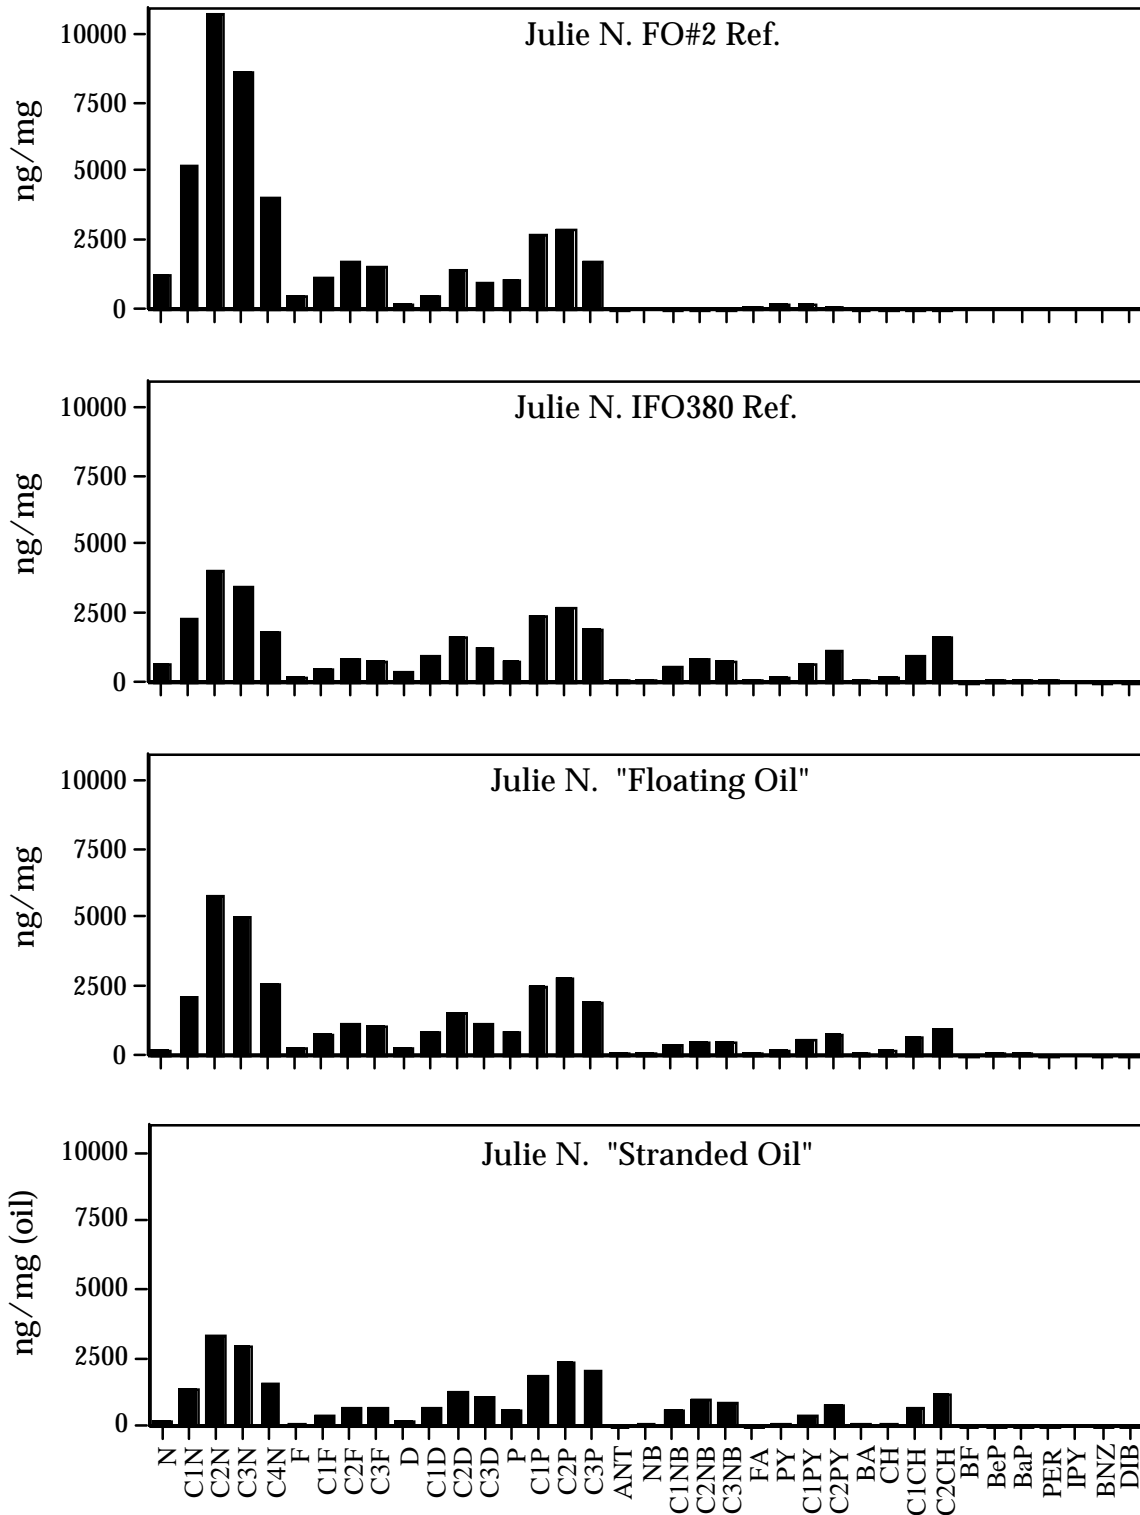 Julie N. FO#2 Ref.
ng/mg
10000
7500
5000
2500
0
Julie N. IFO380 Ref.
ng/mg
10000
7500
5000
2500
0
Julie N. "Floating Oil"
ng/mg
10000
7500
5000
2500
0
Julie N. "Stranded Oil"
ng/mg (oil)
10000
7500
5000
2500
0
N
C1N
C2N
C3N
C4N
F
C1F
C2F
C3F
D
C1D
C2D
C3D
P
C1P
C2P
C3P
ANT
NB
C1NB
C2NB
C3NB
FA
PY
C1PY
C2PY
BA
CH
C1CH
C2CH
BF
BeP
BaP
PER
IPY
BNZ
DIB